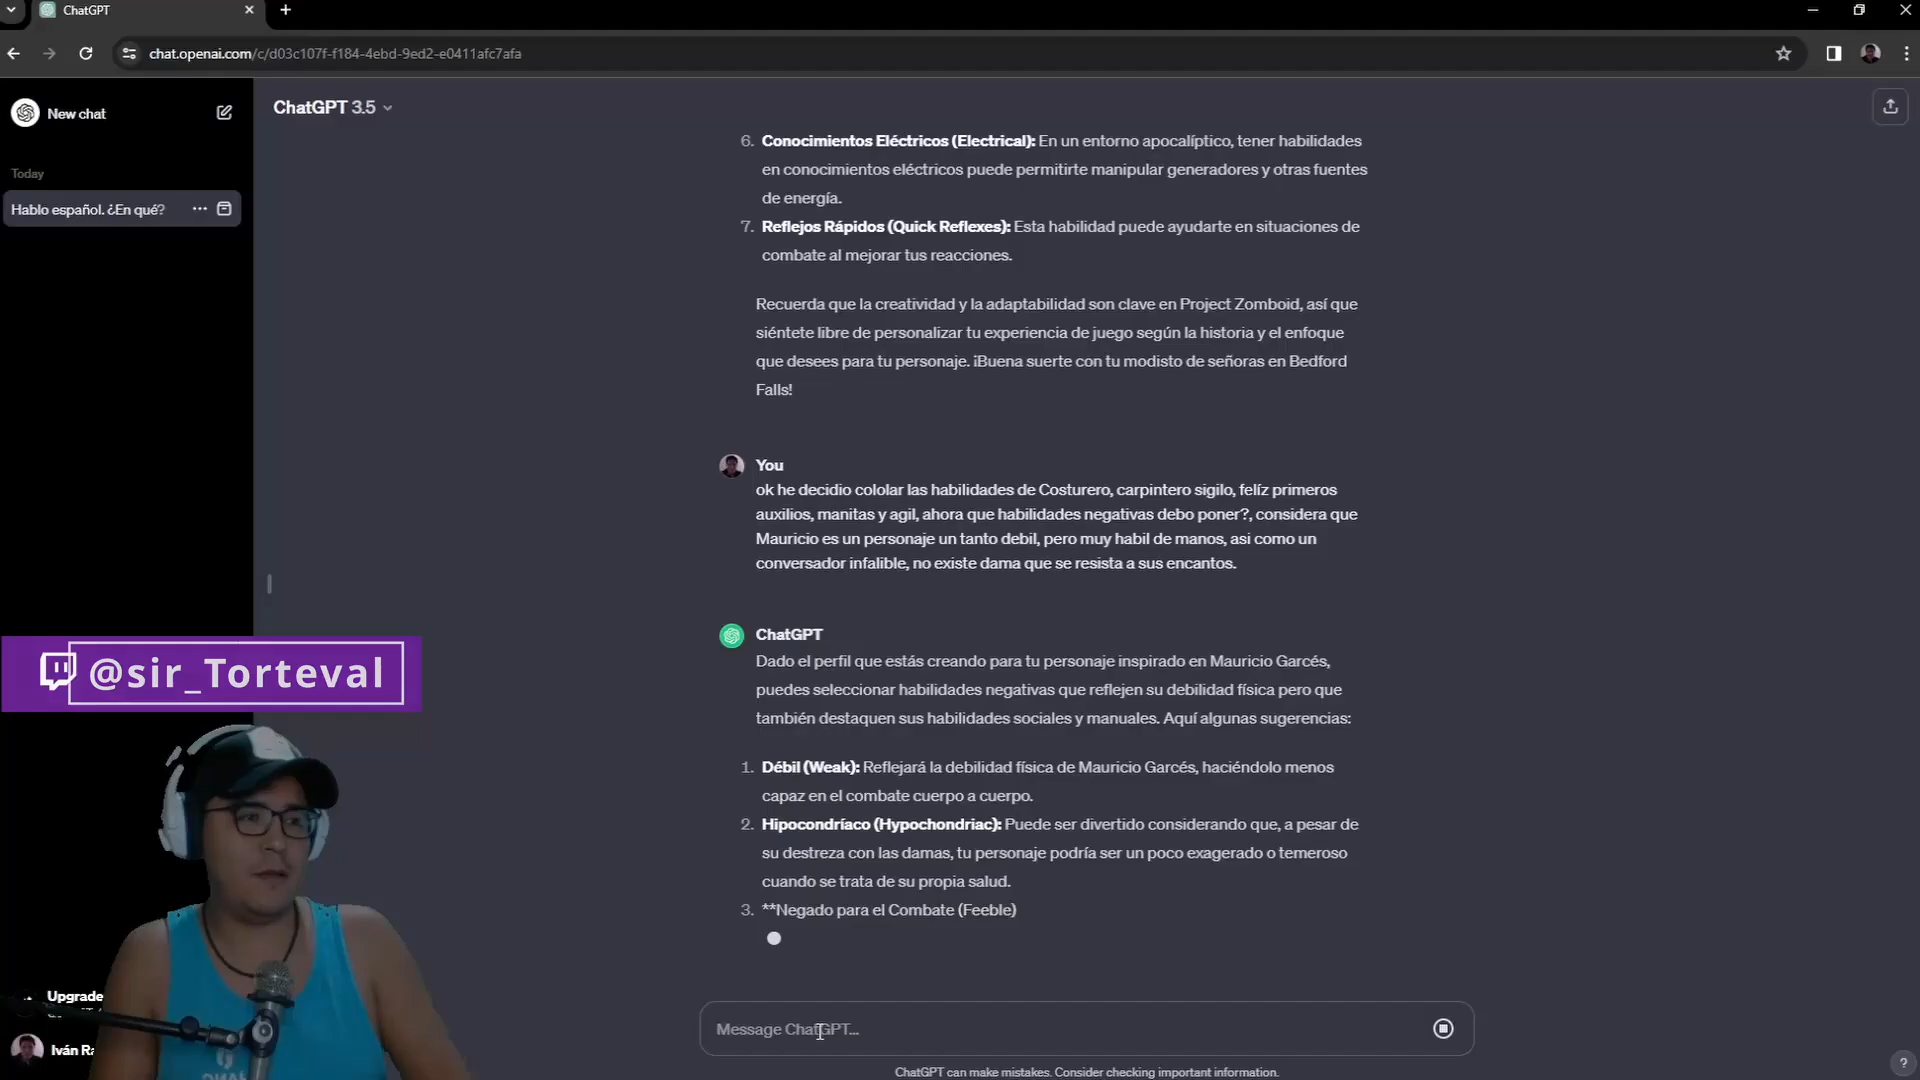 ChatGPT
chat.openai.com/c/d03c107f-f184-4ebd-9ed2-e0411afc7afa
New chat
ChatGPT 3.5
Today
Hablo español. ¿En qué?
6. Conocimientos Eléctricos (Electrical): En un entorno apocalíptico, tener habilidades
en conocimientos eléctricos puede permitirte manipular generadores y otras fuentes
de energía.
7. Reflejos Rápidos (Quick Reflexes): Esta habilidad puede ayudarte en situaciones de
combate al mejorar tus reacciones.
Recuerda que la creatividad y la adaptabilidad son clave en Project Zomboid, así que
siéntete libre de personalizar tu experiencia de juego según la historia y el enfoque
que desees para tu personaje. ¡Buena suerte con tu modisto de señoras en Bedford
Falls!
You
ok he decidio cololar las habilidades de Costurero, carpintero sigilo, felíz primeros
auxilios, manitas y agil, ahora que habilidades negativas debo poner?, considera que
Mauricio es un personaje un tanto debil, pero muy habil de manos, asi como un
conversador infalible, no existe dama que se resista a sus encantos.
ChatGPT
Dado el perfil que estás creando para tu personaje inspirado en Mauricio Garcés,
puedes seleccionar habilidades negativas que reflejen su debilidad física pero que
también destaquen sus habilidades sociales y manuales. Aquí algunas sugerencias:
1. Débil (Weak): Reflejará la debilidad física de Mauricio Garcés, haciéndolo menos
capaz en el combate cuerpo a cuerpo.
2. Hipocondríaco (Hypochondriac): Puede ser divertido considerando que, a pesar de
su destreza con las damas, tu personaje podría ser un poco exagerado o temeroso
cuando se trata de su propia salud.
3. **Negado para el Combate (Feeble)
@sir_Torteval
Upgrade
Iván Ra
Message ChatGPT...
ChatGPT can make mistakes. Consider checking important information.
?